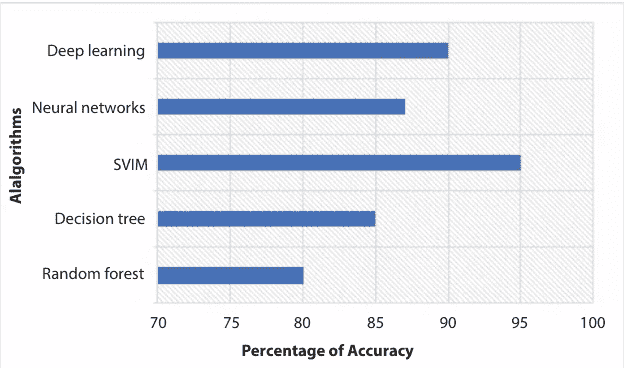 Deep learning
Neural networks
SVIM
Decision tree
Random forest
Alalgorithms
70 75 80 85 90 95 100
Percentage of Accuracy